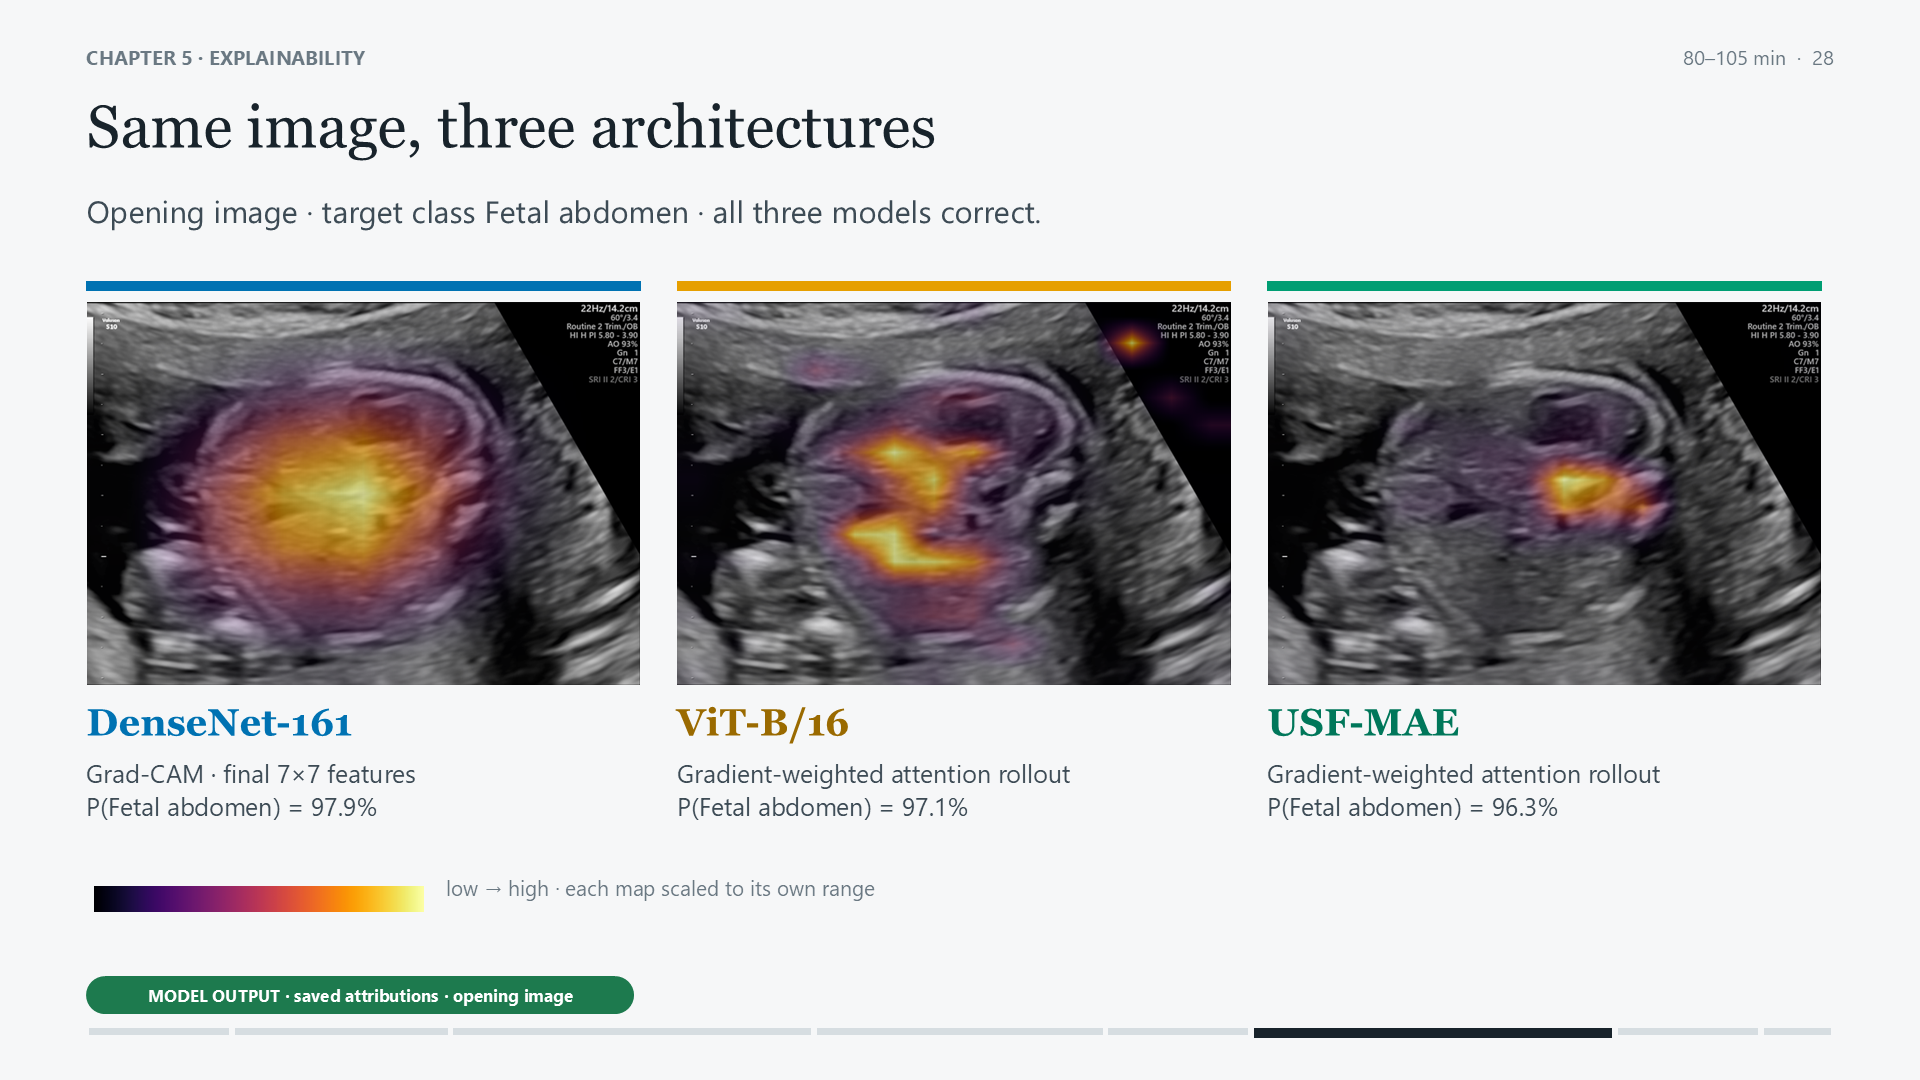 CHAPTER 5 · EXPLAINABILITY
80–105 min · 28
Same image, three architectures
Opening image · target class Fetal abdomen · all three models correct.
Voluson
S10
22Hz/14.2cm
60°/3.4
Routine 2 Trim./OB
HI H PI 5.80 - 3.90
AO 93%
Gn 1
C7/M7
FF3/E1
SRI II 2/CRI 3
Voluson
S10
22Hz/14.2cm
60°/3.4
Routine 2 Trim./OB
HI H PI 5.80 - 3.90
AO 93%
Gn 1
C7/M7
FF3/E1
SRI II 2/CRI 3
Voluson
S10
22Hz/14.2cm
60°/3.4
Routine 2 Trim./OB
HI H PI 5.80 - 3.90
AO 93%
Gn 1
C7/M7
FF3/E1
SRI II 2/CRI 3
DenseNet-161
Grad-CAM · final 7×7 features
P(Fetal abdomen) = 97.9%
ViT-B/16
Gradient-weighted attention rollout
P(Fetal abdomen) = 97.1%
USF-MAE
Gradient-weighted attention rollout
P(Fetal abdomen) = 96.3%
low → high · each map scaled to its own range
MODEL OUTPUT · saved attributions · opening image